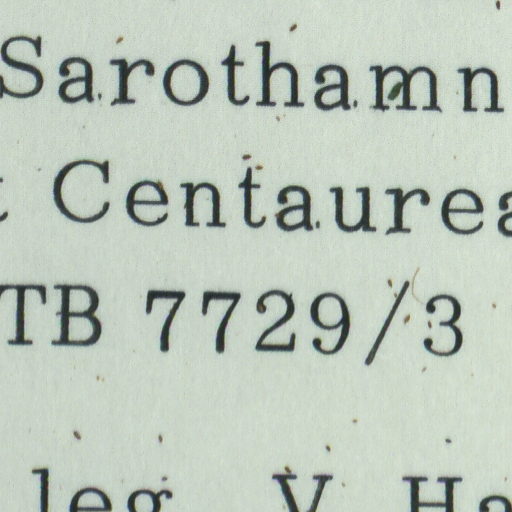 Sarothamn
Centaurea
TB 7729/3
leg. V. Ha